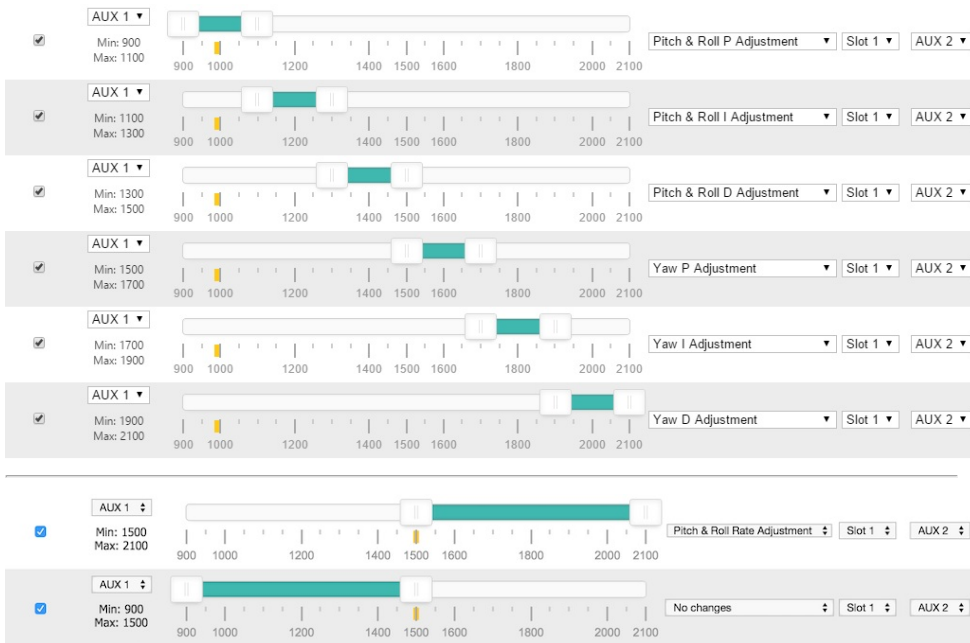 AUX 1
Min: 900
Max: 1100
900 1000 1200 1400 1500 1600 1800 2000 2100
Pitch & Roll P Adjustment Slot 1 AUX 2
AUX 1
Min: 1100
Max: 1300
900 1000 1200 1400 1500 1600 1800 2000 2100
Pitch & Roll I Adjustment Slot 1 AUX 2
AUX 1
Min: 1300
Max: 1500
900 1000 1200 1400 1500 1600 1800 2000 2100
Pitch & Roll D Adjustment Slot 1 AUX 2
AUX 1
Min: 1500
Max: 1700
900 1000 1200 1400 1500 1600 1800 2000 2100
Yaw P Adjustment Slot 1 AUX 2
AUX 1
Min: 1700
Max: 1900
900 1000 1200 1400 1500 1600 1800 2000 2100
Yaw I Adjustment Slot 1 AUX 2
AUX 1
Min: 1900
Max: 2100
900 1000 1200 1400 1500 1600 1800 2000 2100
Yaw D Adjustment Slot 1 AUX 2
AUX 1
Min: 1500
Max: 2100
900 1000 1200 1400 1500 1600 1800 2000 2100
Pitch & Roll Rate Adjustment Slot 1 AUX 2
AUX 1
Min: 900
Max: 1500
900 1000 1200 1400 1500 1600 1800 2000 2100
No changes Slot 1 AUX 2